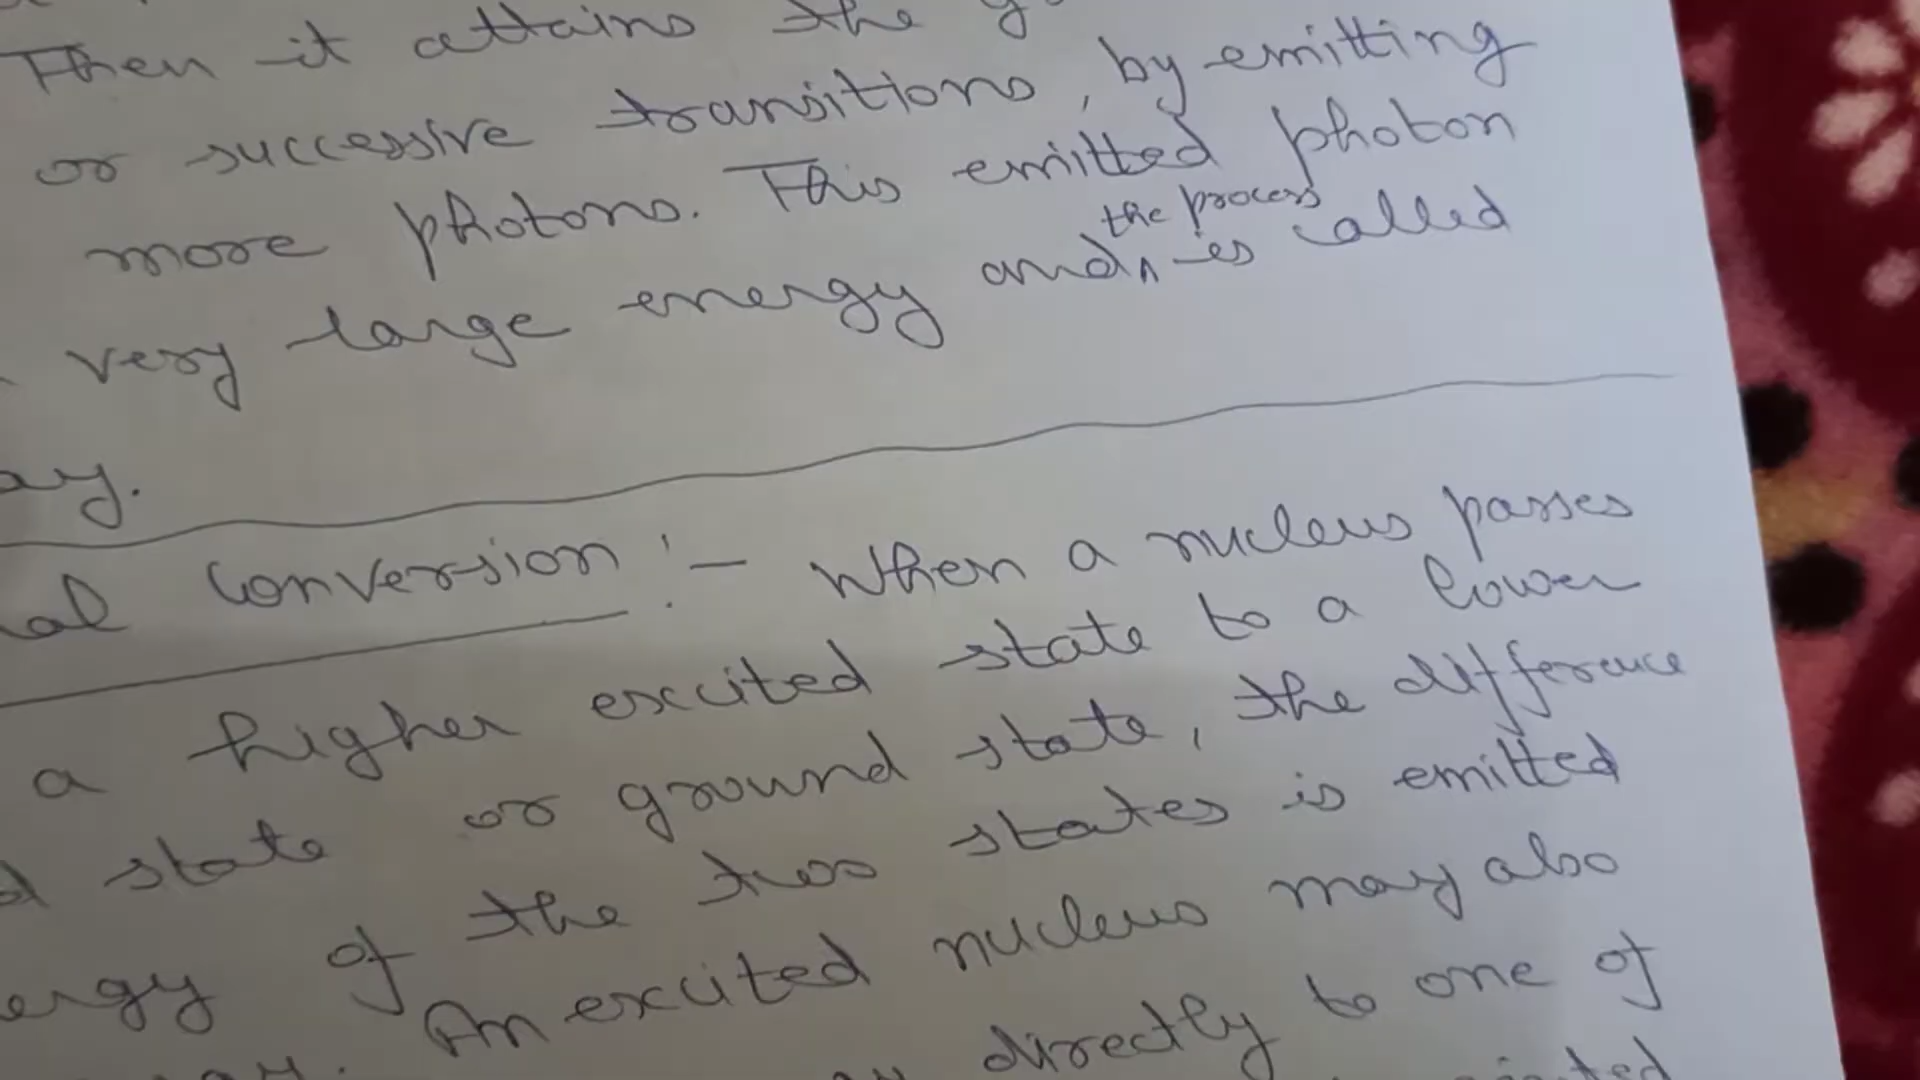 Then it attains the
or successive transitions, by emitting
more photons. This emitted photon
very large energy and ^ the process is called
ay.
al conversion :- When a nucleus passes
a higher excited state to a lower
d state or ground state, the difference
ergy of the two states is emitted
An excited nucleus may also
directly to one of